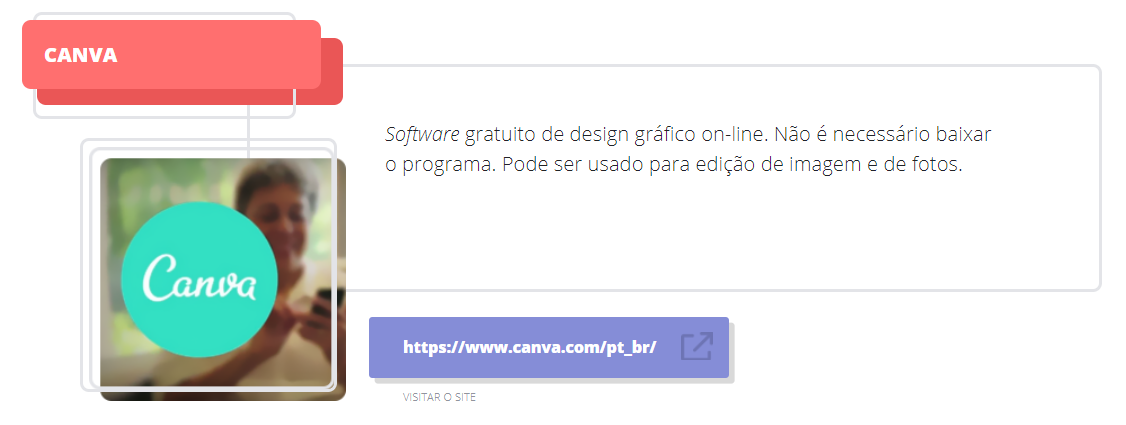 CANVA
Software gratuito de design gráfico on-line. Não é necessário baixar
o programa. Pode ser usado para edição de imagem e de fotos.
Canva
https://www.canva.com/pt_br/
VISITAR O SITE